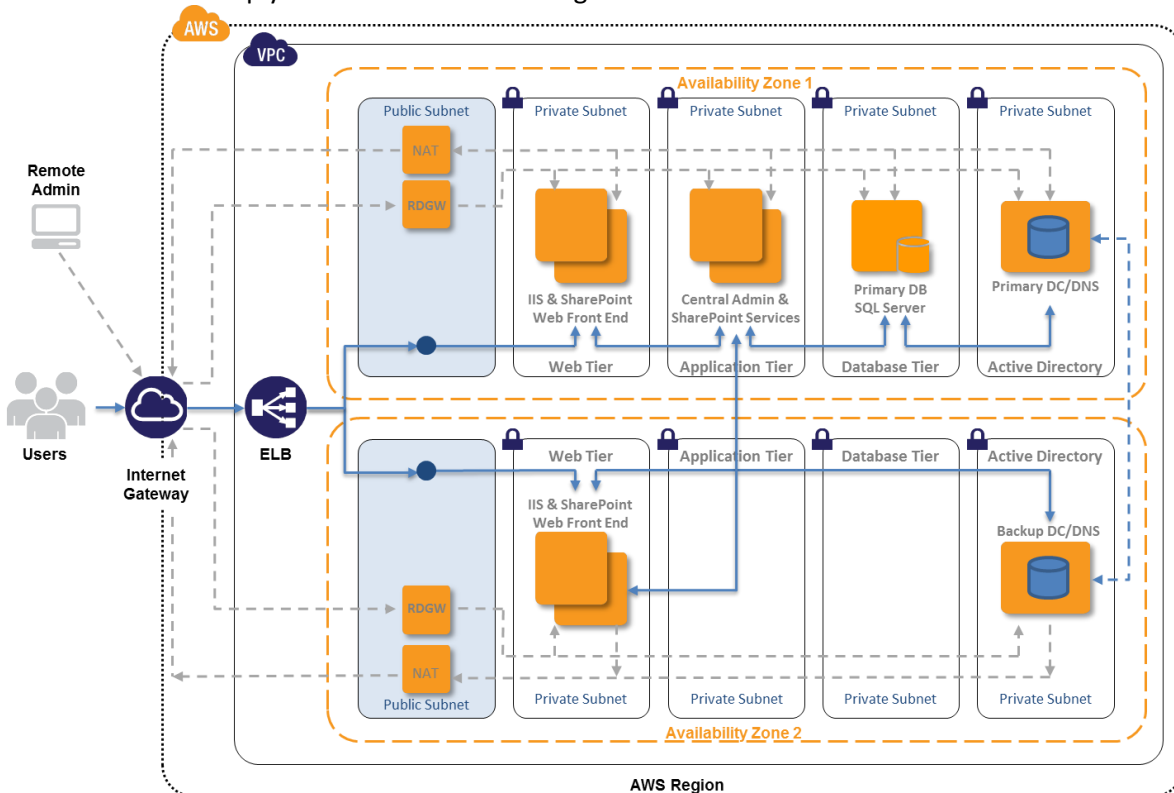 AWS
VPC
Availability Zone 1
Public Subnet
Private Subnet
Private Subnet
Private Subnet
Private Subnet
NAT
RDGW
Remote
Admin
IIS & SharePoint
Web Front End
Central Admin &
SharePoint Services
Primary DB
SQL Server
Primary DC/DNS
Web Tier
Application Tier
Database Tier
Active Directory
Users
Internet
Gateway
ELB
Web Tier
Application Tier
Database Tier
Active Directory
IIS & SharePoint
Web Front End
Backup DC/DNS
RDGW
NAT
Public Subnet
Private Subnet
Private Subnet
Private Subnet
Private Subnet
Availability Zone 2
AWS Region